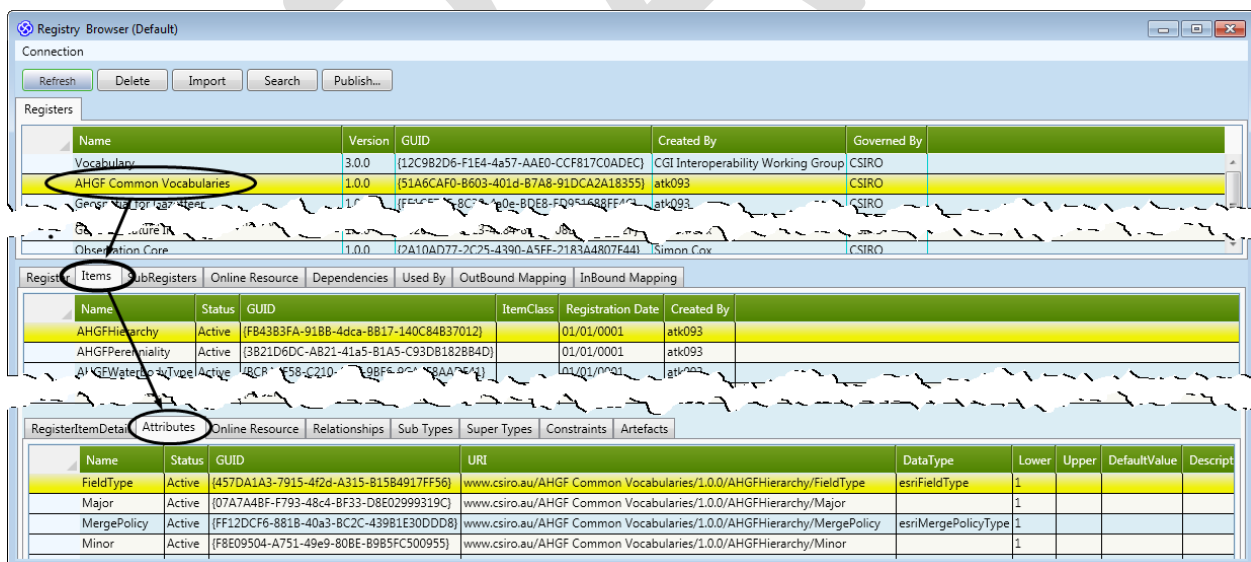 Registry Browser (Default)
Connection
Refresh Delete Import Search Publish...
Registers
Name Version GUID Created By Governed By
Vocabulary 3.0.0 {12C9B2D6-F1E4-4a57-AAE0-CCF817C0ADEC} CGI Interoperability Working Group CSIRO
AHGF Common Vocabularies 1.0.0 {51A6CAF0-B603-401d-B7A8-91DCA2A18355} atk093 CSIRO
atk093 CSIRO
Observation Core 1.0.0 {2A10AD77-2C25-4390-A5FF-2183A4807F44} Simon Cox CSIRO
Register Items SubRegisters Online Resource Dependencies Used By OutBound Mapping InBound Mapping
Name Status GUID ItemClass Registration Date Created By
AHGFHierarchy Active {FB43B3FA-91BB-4dca-BB17-140C84B37012} 01/01/0001 atk093
AHGFPerenniality Active {3B21D6DC-AB21-41a5-B1A5-C93DB182BB4D} 01/01/0001 atk093
AHGFWaterbodyType Active 01/01/0001 atk093
RegisterItemDetail Attributes Online Resource Relationships Sub Types Super Types Constraints Artefacts
Name Status GUID URI DataType Lower Upper DefaultValue Descript
FieldType Active {457DA1A3-7915-4f2d-A315-B15B4917FF56} www.csiro.au/AHGF Common Vocabularies/1.0.0/AHGFHierarchy/FieldType esriFieldType 1
Major Active {07A7A4BF-F793-48c4-BF33-D8E02999319C} www.csiro.au/AHGF Common Vocabularies/1.0.0/AHGFHierarchy/Major 1
MergePolicy Active {FF12DCF6-881B-40a3-BC2C-439B1E30DDD8} www.csiro.au/AHGF Common Vocabularies/1.0.0/AHGFHierarchy/MergePolicy esriMergePolicyType 1
Minor Active {F8E09504-A751-49e9-80BE-B9B5FC500955} www.csiro.au/AHGF Common Vocabularies/1.0.0/AHGFHierarchy/Minor 1